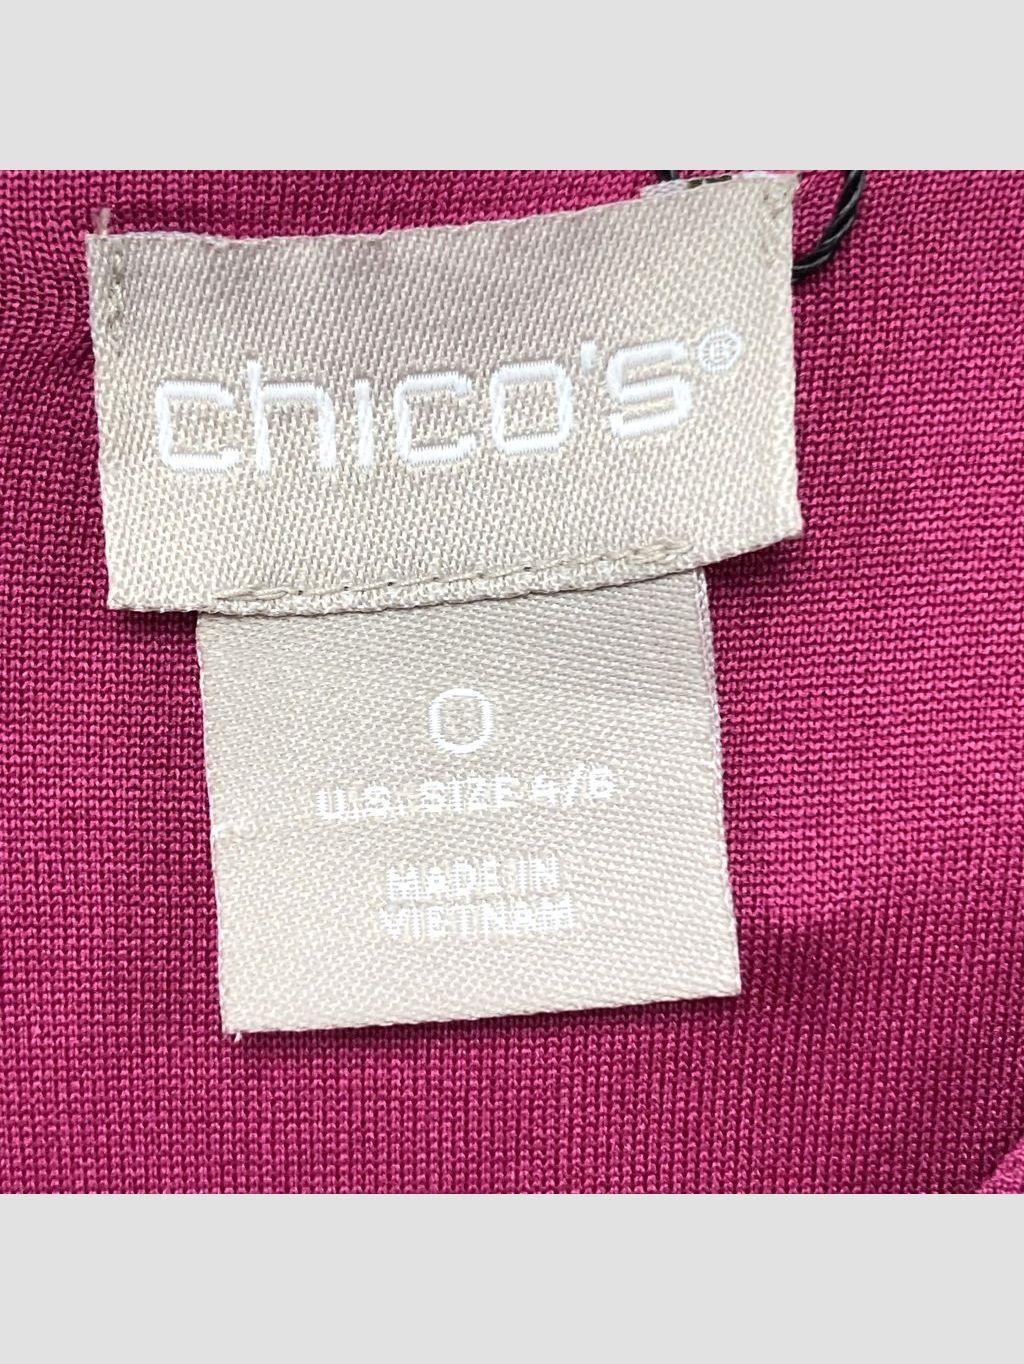 chico's®
0
U.S. SIZE 4/6
MADE IN
VIETNAM